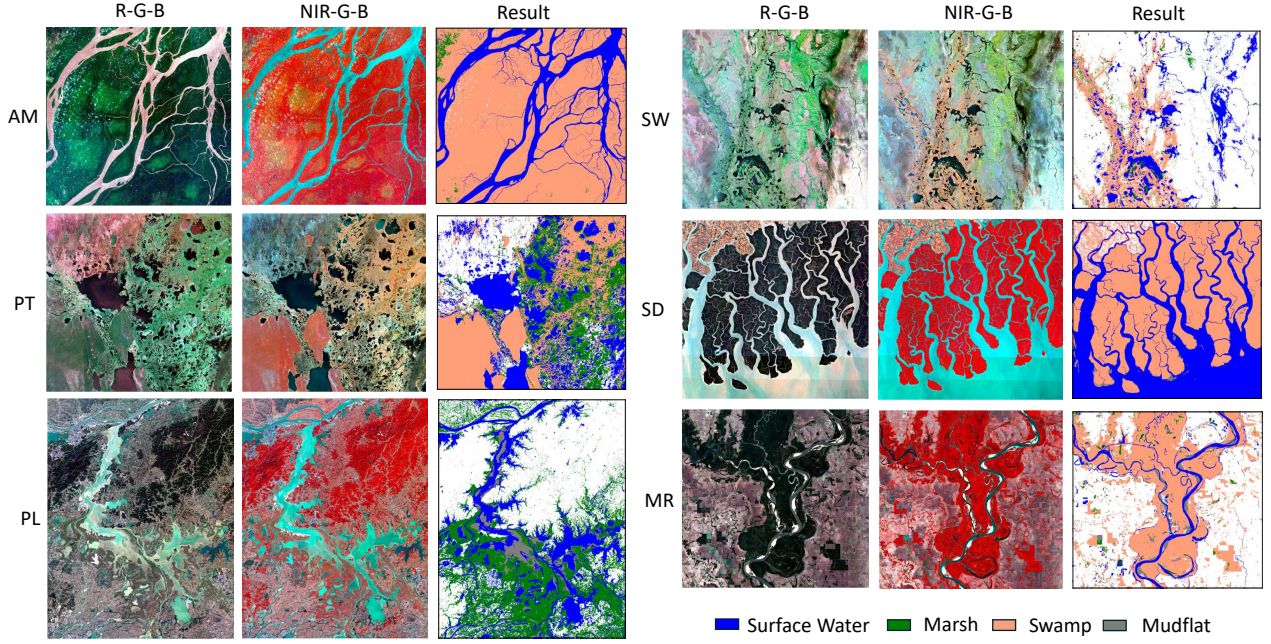 R-G-B NIR-G-B Result
AM
PT
PL
R-G-B NIR-G-B Result
SW
SD
MR
Surface Water Marsh Swamp Mudflat